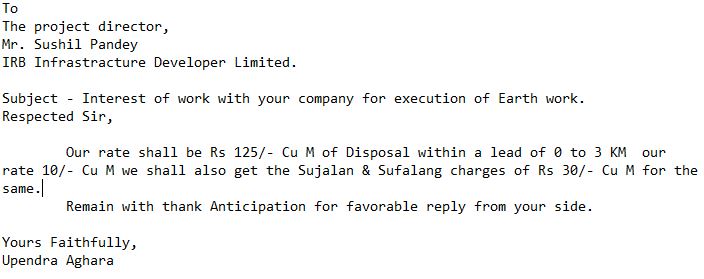 To
The project director,
Mr. Sushil Pandey
IRB Infrastracture Developer Limited.
Subject - Interest of work with your company for execution of Earth work.
Respected Sir,
Our rate shall be Rs 125/- Cu M of Disposal within a lead of 0 to 3 KM  our
rate 10/- Cu M we shall also get the Sujalan & Sufalang charges of Rs 30/- Cu M for the
same.
Remain with thank Anticipation for favorable reply from your side.
Yours Faithfully,
Upendra Aghara